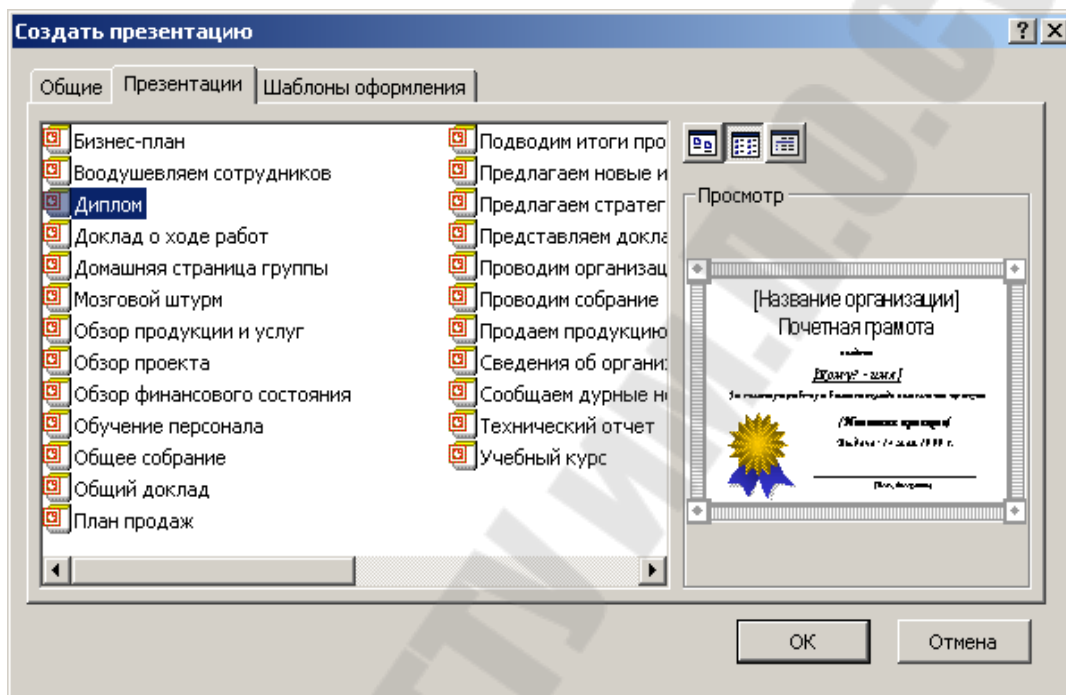 Создать презентацию
Общие
Презентации
Шаблоны оформления
Бизнес-план
Воодушевляем сотрудников
Диплом
Доклад о ходе работ
Домашняя страница группы
Мозговой штурм
Обзор продукции и услуг
Обзор проекта
Обзор финансового состояния
Обучение персонала
Общее собрание
Общий доклад
План продаж
Подводим итоги про
Предлагаем новые и
Предлагаем стратег
Представляем докла
Проводим организац
Проводим собрание
Продаем продукцию
Сведения об органи
Сообщаем дурные н
Технический отчет
Учебный курс
Просмотр
[Название организации]
Почетная грамота
[Кому? - имя]
OK
Отмена